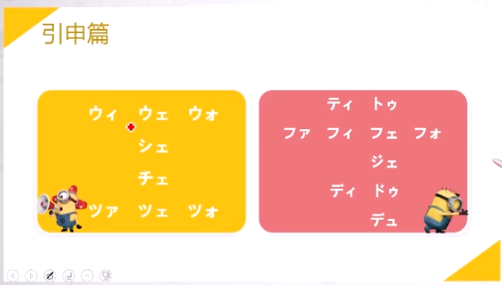 引申篇
ウィ ウェ ウォ
シェ
チェ
ツァ ツェ ツォ
ティ トゥ
ファ フィ フェ フォ
ジェ
ディ ドゥ
デュ